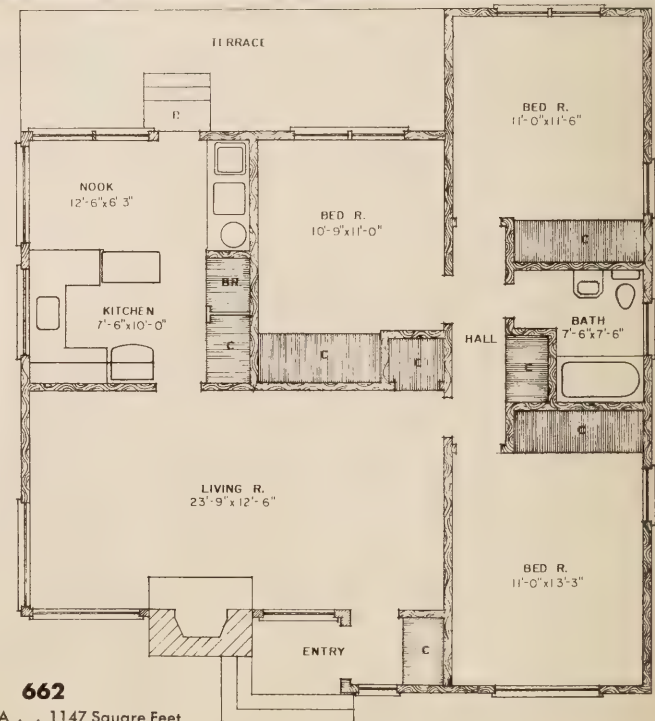 TERRACE
R
BED R.
11'-0"x11'-6"
NOOK
12'-6"x6'3"
BED R.
10'-9"x11'-0"
C
BR.
KITCHEN
7'-6"x10'-0"
BATH
7'-6"x7'-6"
HALL
C
C
C
C
C
LIVING R.
23'-9"x12'-6"
BED R.
11'-0"x13'-3"
ENTRY
C
662
A . . 1147 Square Feet